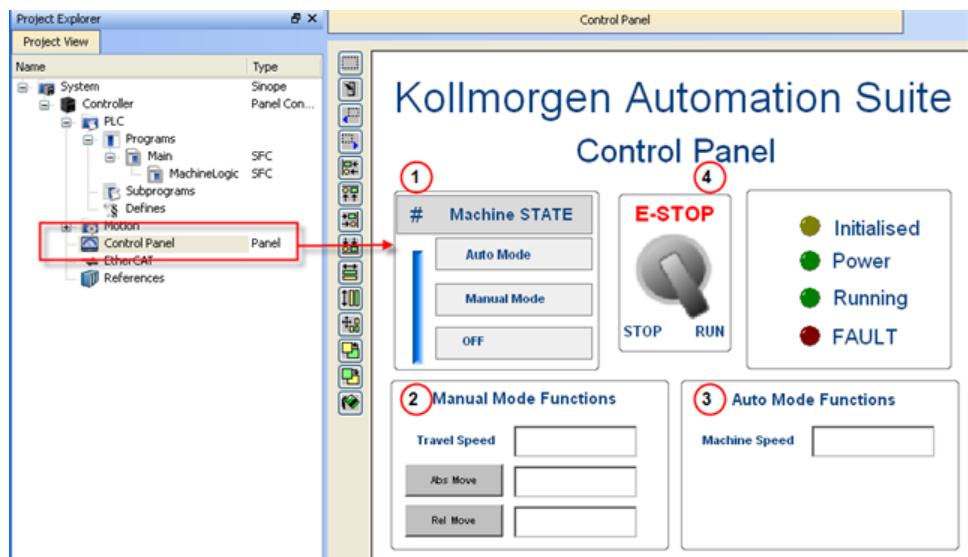 Project Explorer
Project View
Name Type
System Sinope
Controller Panel Con...
PLC
Programs
Main SFC
MachineLogic SFC
Subprograms
Defines
Motion
Control Panel Panel
EtherCAT
References
Control Panel
Kollmorgen Automation Suite
Control Panel
1
# Machine STATE
Auto Mode
Manual Mode
OFF
4
E-STOP
STOP RUN
Initialised
Power
Running
FAULT
2 Manual Mode Functions
Travel Speed
Abs Move
Rel Move
3 Auto Mode Functions
Machine Speed